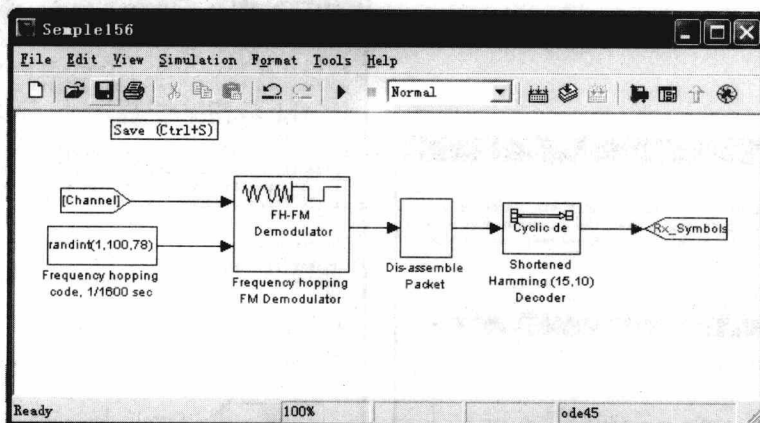 Semple156
File Edit View Simulation Format Tools Help
Normal
Save (Ctrl+S)
[Channel]
FH-FM
Demodulator
Cyclic de
Rx_Symbols
randint(1,100,78)
Frequency hopping
code, 1/1600 sec
Frequency hopping
FM Demodulator
Dis-assemble
Packet
Shortened
Hamming (15,10)
Decoder
Ready 100% ode45